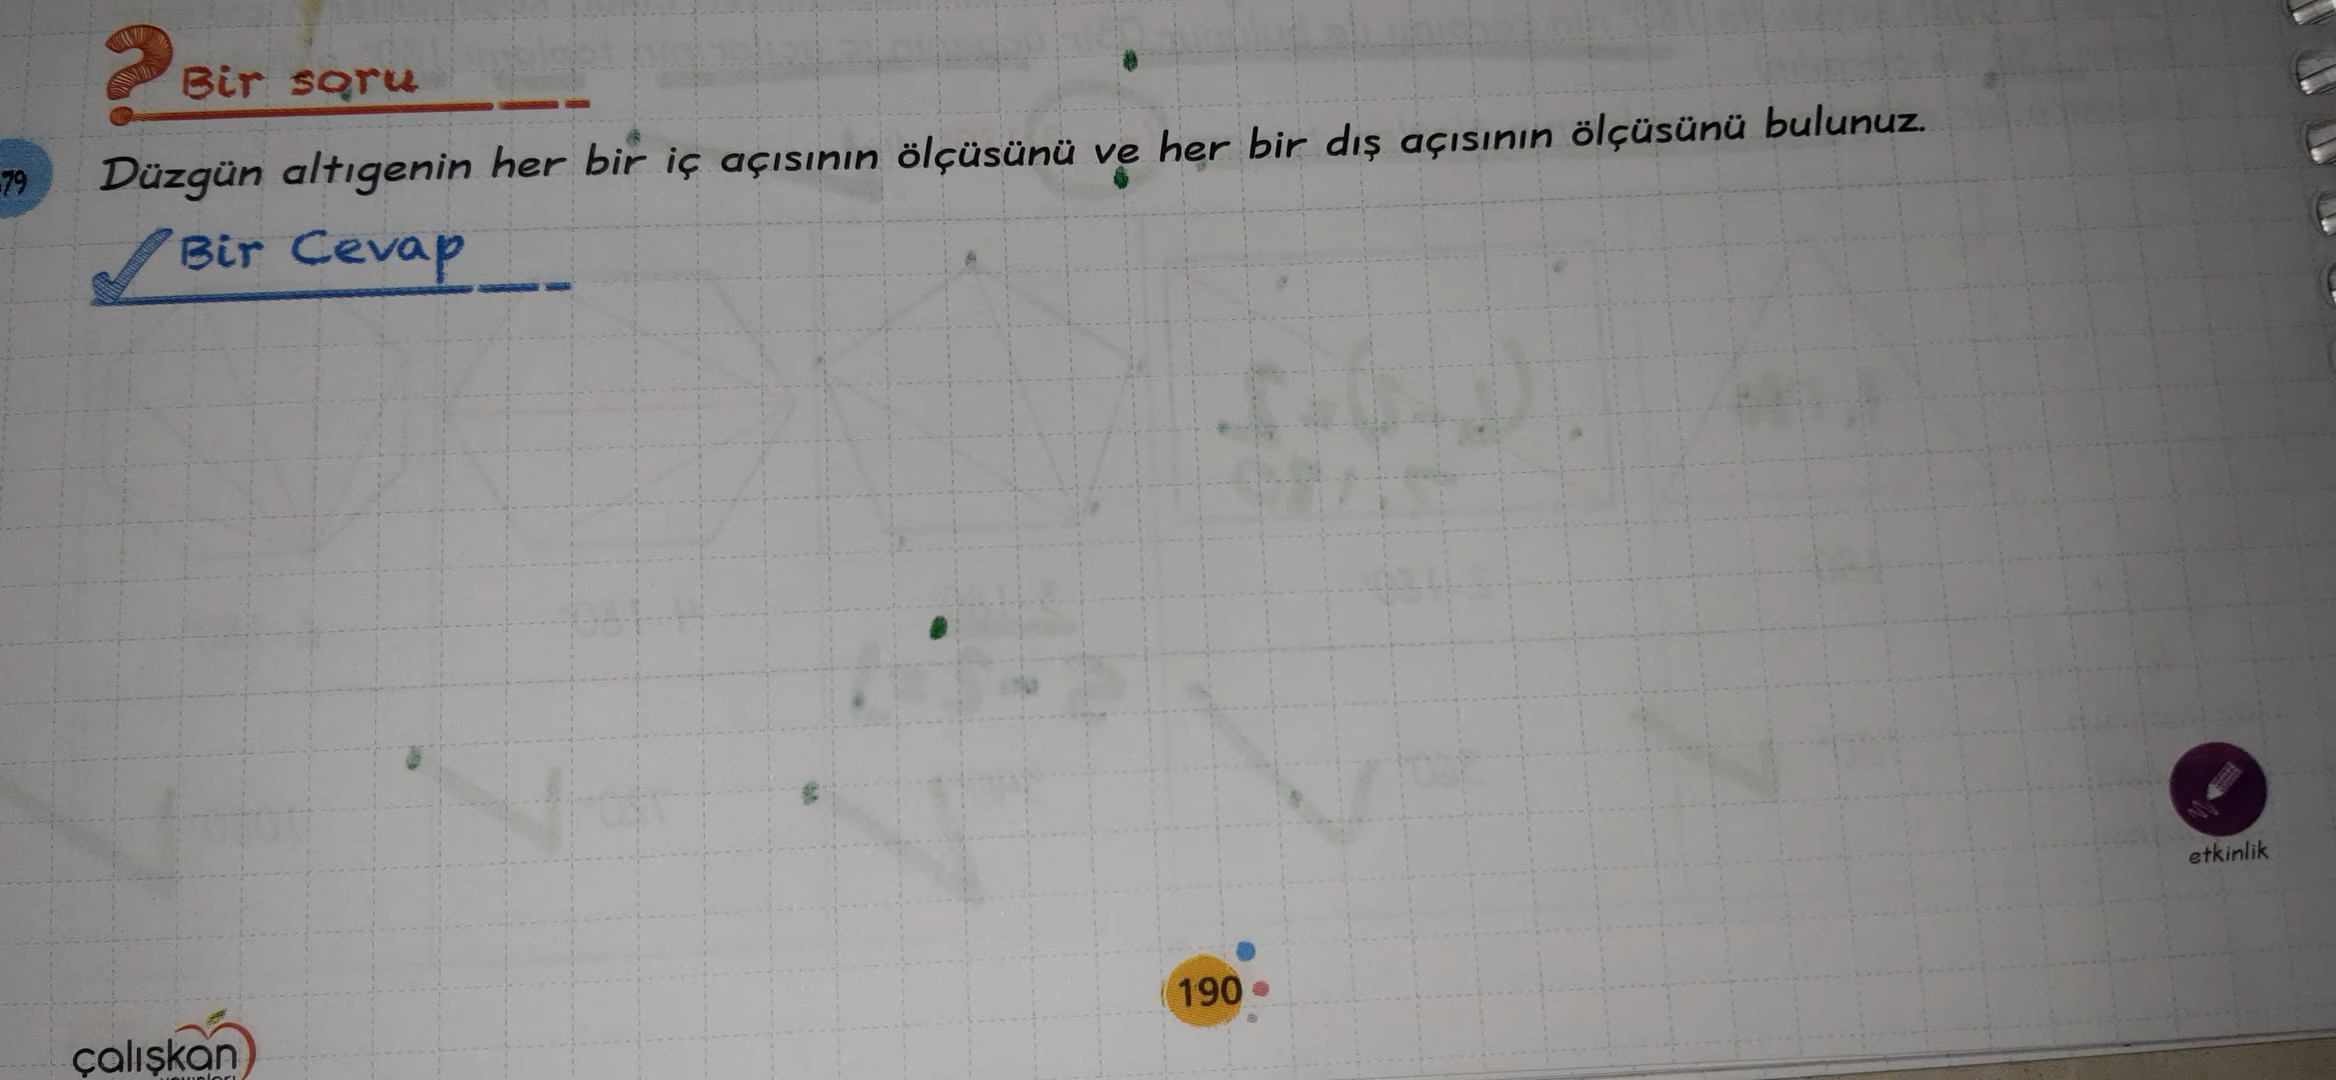 Bir soru
79
Düzgün altıgenin her bir iç açısının ölçüsünü ve her bir dış açısının ölçüsünü bulunuz.
Bir Cevap
etkinlik
190
çalışkan
yayınları